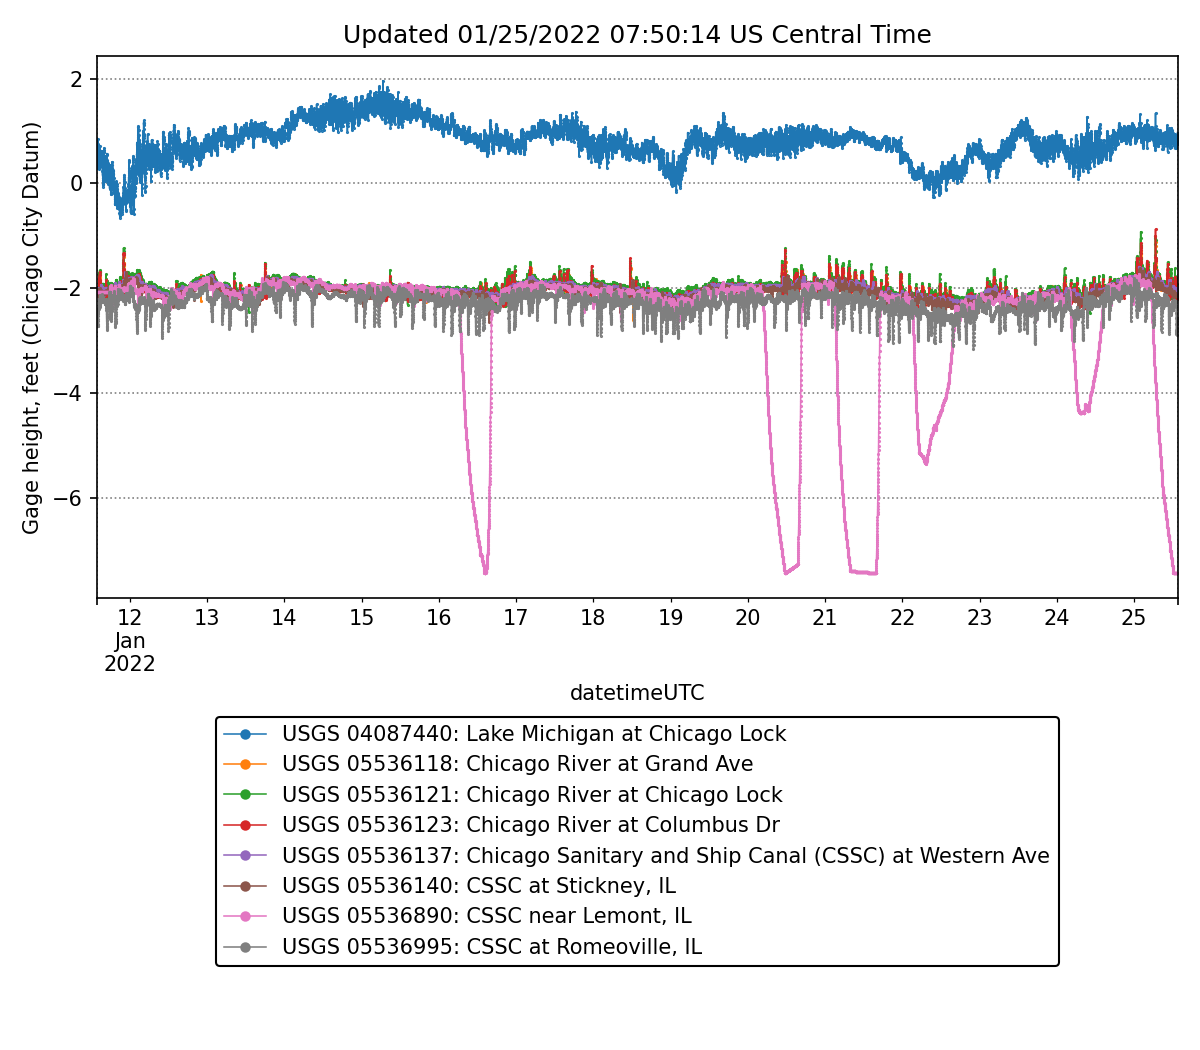 Updated 01/25/2022 07:50:14 US Central Time
Gage height, feet (Chicago City Datum)
2
0
−2
−4
−6
12 13 14 15 16 17 18 19 20 21 22 23 24 25
Jan
2022
datetimeUTC
USGS 04087440: Lake Michigan at Chicago Lock
USGS 05536118: Chicago River at Grand Ave
USGS 05536121: Chicago River at Chicago Lock
USGS 05536123: Chicago River at Columbus Dr
USGS 05536137: Chicago Sanitary and Ship Canal (CSSC) at Western Ave
USGS 05536140: CSSC at Stickney, IL
USGS 05536890: CSSC near Lemont, IL
USGS 05536995: CSSC at Romeoville, IL